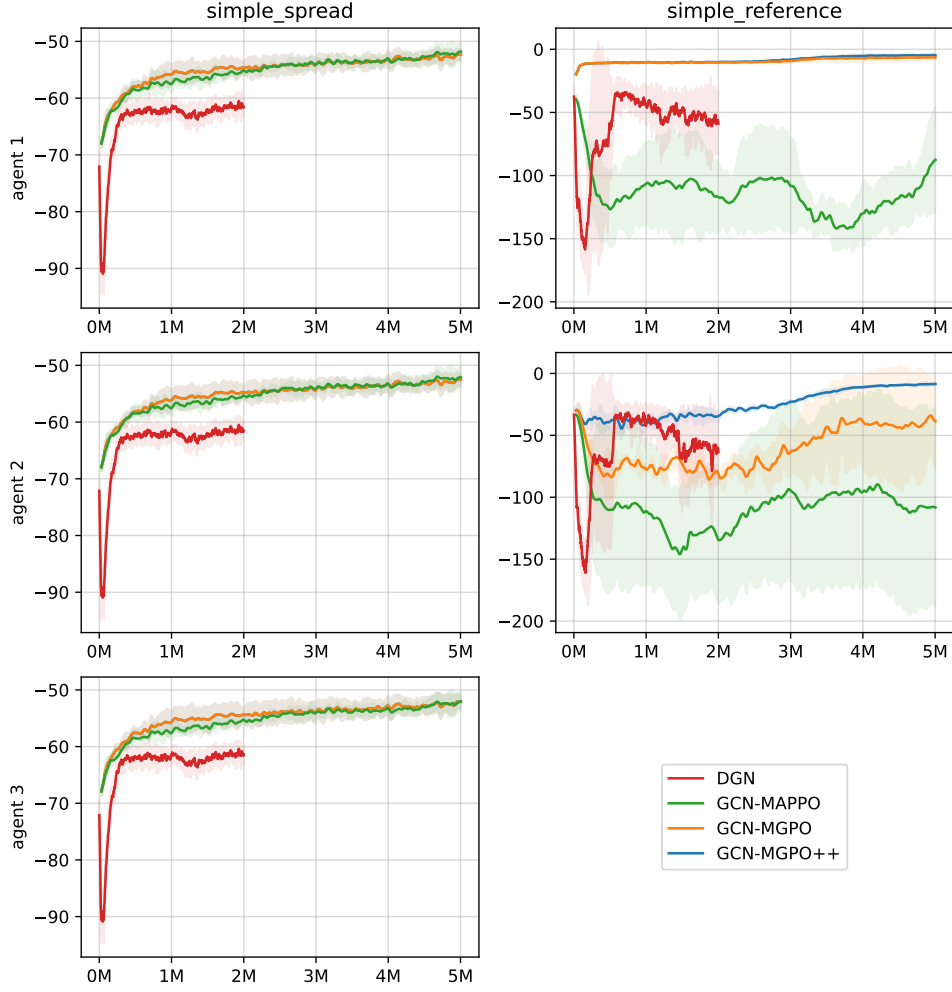 simple_spread
simple_reference
agent 1
−50
−60
−70
−80
−90
0M 1M 2M 3M 4M 5M
0
−50
−100
−150
−200
0M 1M 2M 3M 4M 5M
agent 2
−50
−60
−70
−80
−90
0M 1M 2M 3M 4M 5M
0
−50
−100
−150
−200
0M 1M 2M 3M 4M 5M
agent 3
−50
−60
−70
−80
−90
0M 1M 2M 3M 4M 5M
DGN
GCN-MAPPO
GCN-MGPO
GCN-MGPO++